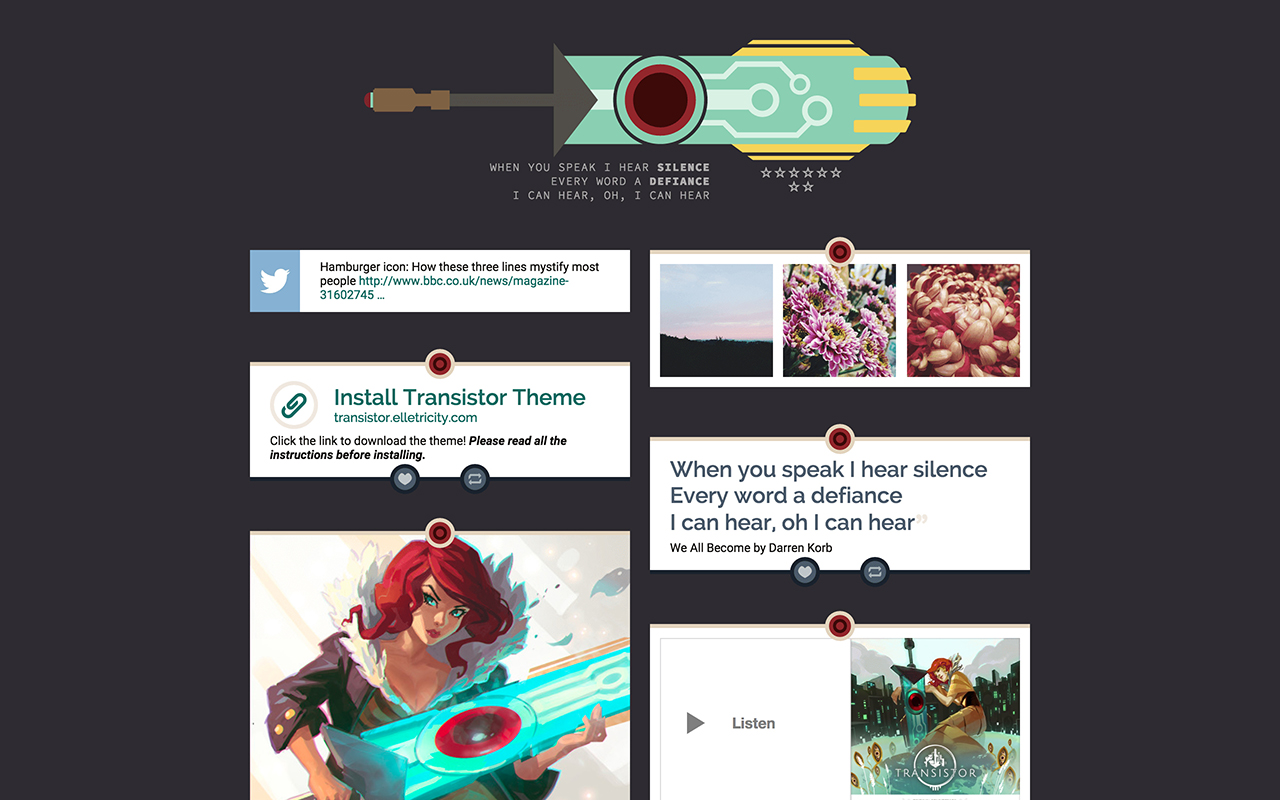 WHEN YOU SPEAK I HEAR SILENCE
EVERY WORD A DEFIANCE
I CAN HEAR, OH, I CAN HEAR
Hamburger icon: How these three lines mystify most
people http://www.bbc.co.uk/news/magazine-
31602745 ...
Install Transistor Theme
transistor.elletricity.com
Click the link to download the theme! Please read all the
instructions before installing.
When you speak I hear silence
Every word a defiance
I can hear, oh I can hear”
We All Become by Darren Korb
Listen
TRANSISTOR